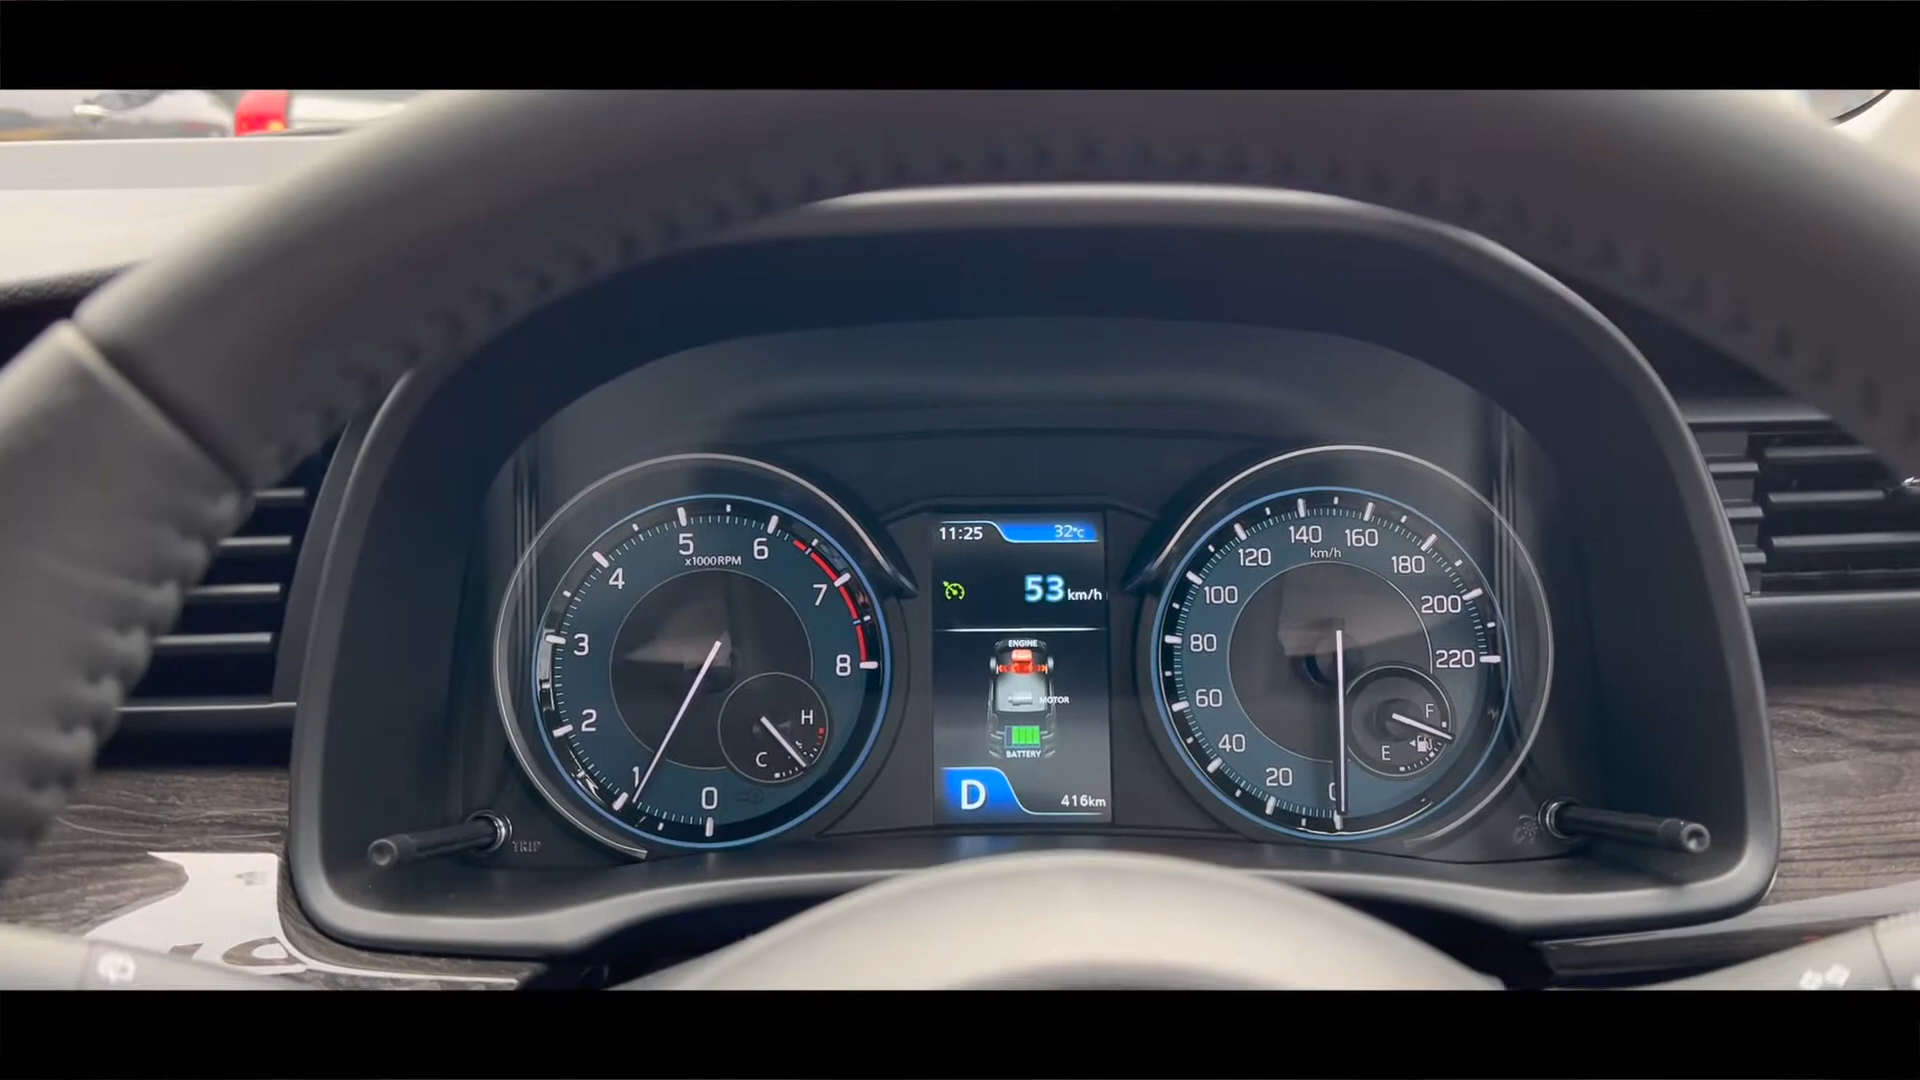 11:25 32°C
53 km/h
ENGINE
MOTOR
BATTERY
D 416km
0 1 2 3 4 5 6 7 8
x1000RPM
C H
0 20 40 60 80 100 120 140 160 180 200 220
km/h
E F
TRIP